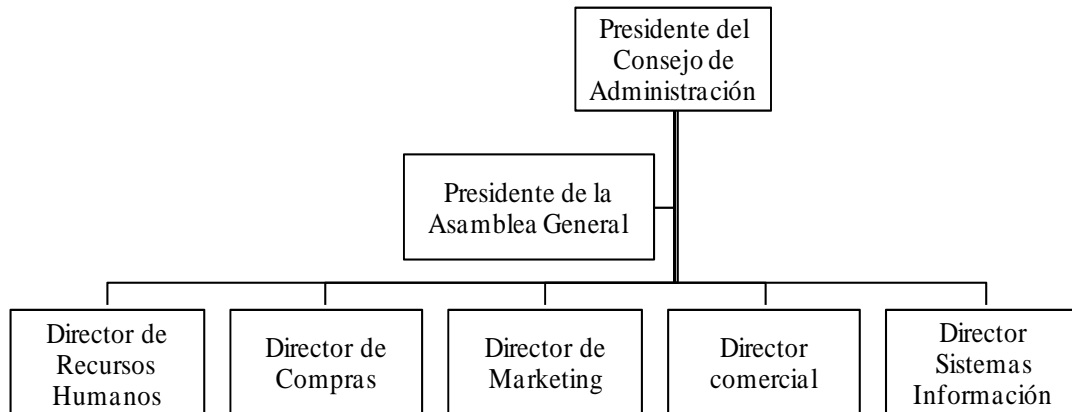 Presidente del
Consejo de
Administración
Presidente de la
Asamblea General
Director de
Recursos
Humanos
Director de
Compras
Director de
Marketing
Director
comercial
Director
Sistemas
Información